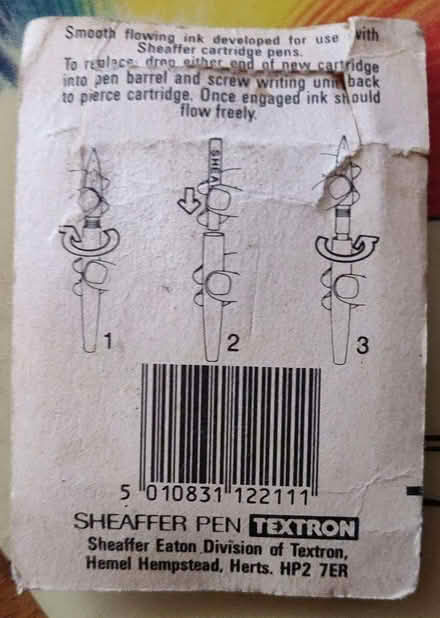 Smooth flowing ink developed for use with
Sheaffer cartridge pens.
To replace, drop either end of new cartridge
into pen barrel and screw writing unit back
to pierce cartridge. Once engaged ink should
flow freely.
SHEA
1
2
3
5 010831 122111
SHEAFFER PEN TEXTRON
Sheaffer Eaton Division of Textron,
Hemel Hempstead, Herts. HP2 7ER